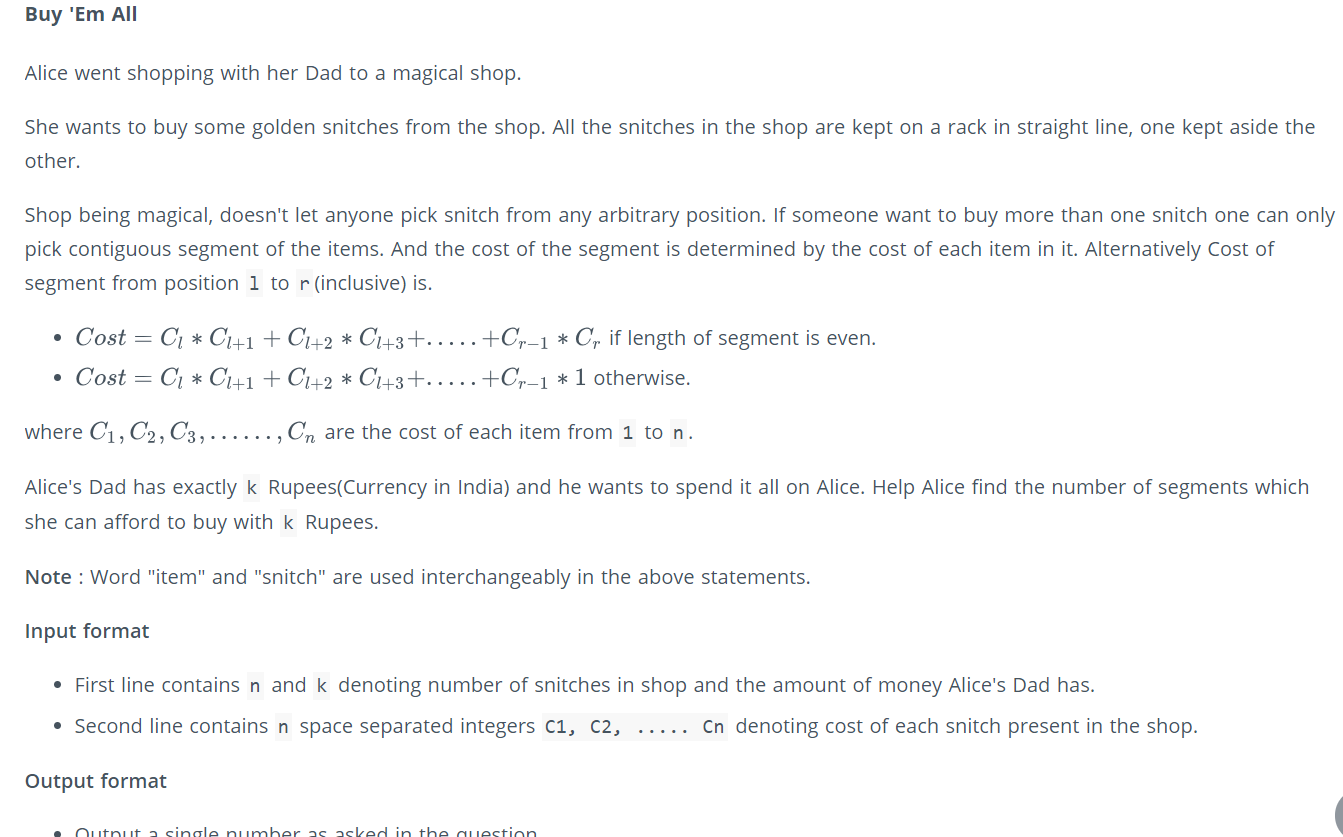 Buy 'Em All
Alice went shopping with her Dad to a magical shop.
She wants to buy some golden snitches from the shop. All the snitches in the shop are kept on a rack in straight line, one kept aside the
other.
Shop being magical, doesn't let anyone pick snitch from any arbitrary position. If someone want to buy more than one snitch one can only
pick contiguous segment of the items. And the cost of the segment is determined by the cost of each item in it. Alternatively Cost of
segment from position l to r (inclusive) is.
• Cost = C_l * C_{l+1} + C_{l+2} * C_{l+3} + ..... + C_{r−1} * C_r if length of segment is even.
• Cost = C_l * C_{l+1} + C_{l+2} * C_{l+3} + ..... + C_{r−1} * 1 otherwise.
where C_1, C_2, C_3, ......, C_n are the cost of each item from 1 to n.
Alice's Dad has exactly k Rupees(Currency in India) and he wants to spend it all on Alice. Help Alice find the number of segments which
she can afford to buy with k Rupees.
Note : Word "item" and "snitch" are used interchangeably in the above statements.
Input format
• First line contains n and k denoting number of snitches in shop and the amount of money Alice's Dad has.
• Second line contains n space separated integers C1, C2, ..... Cn denoting cost of each snitch present in the shop.
Output format
• Output a single number as asked in the question